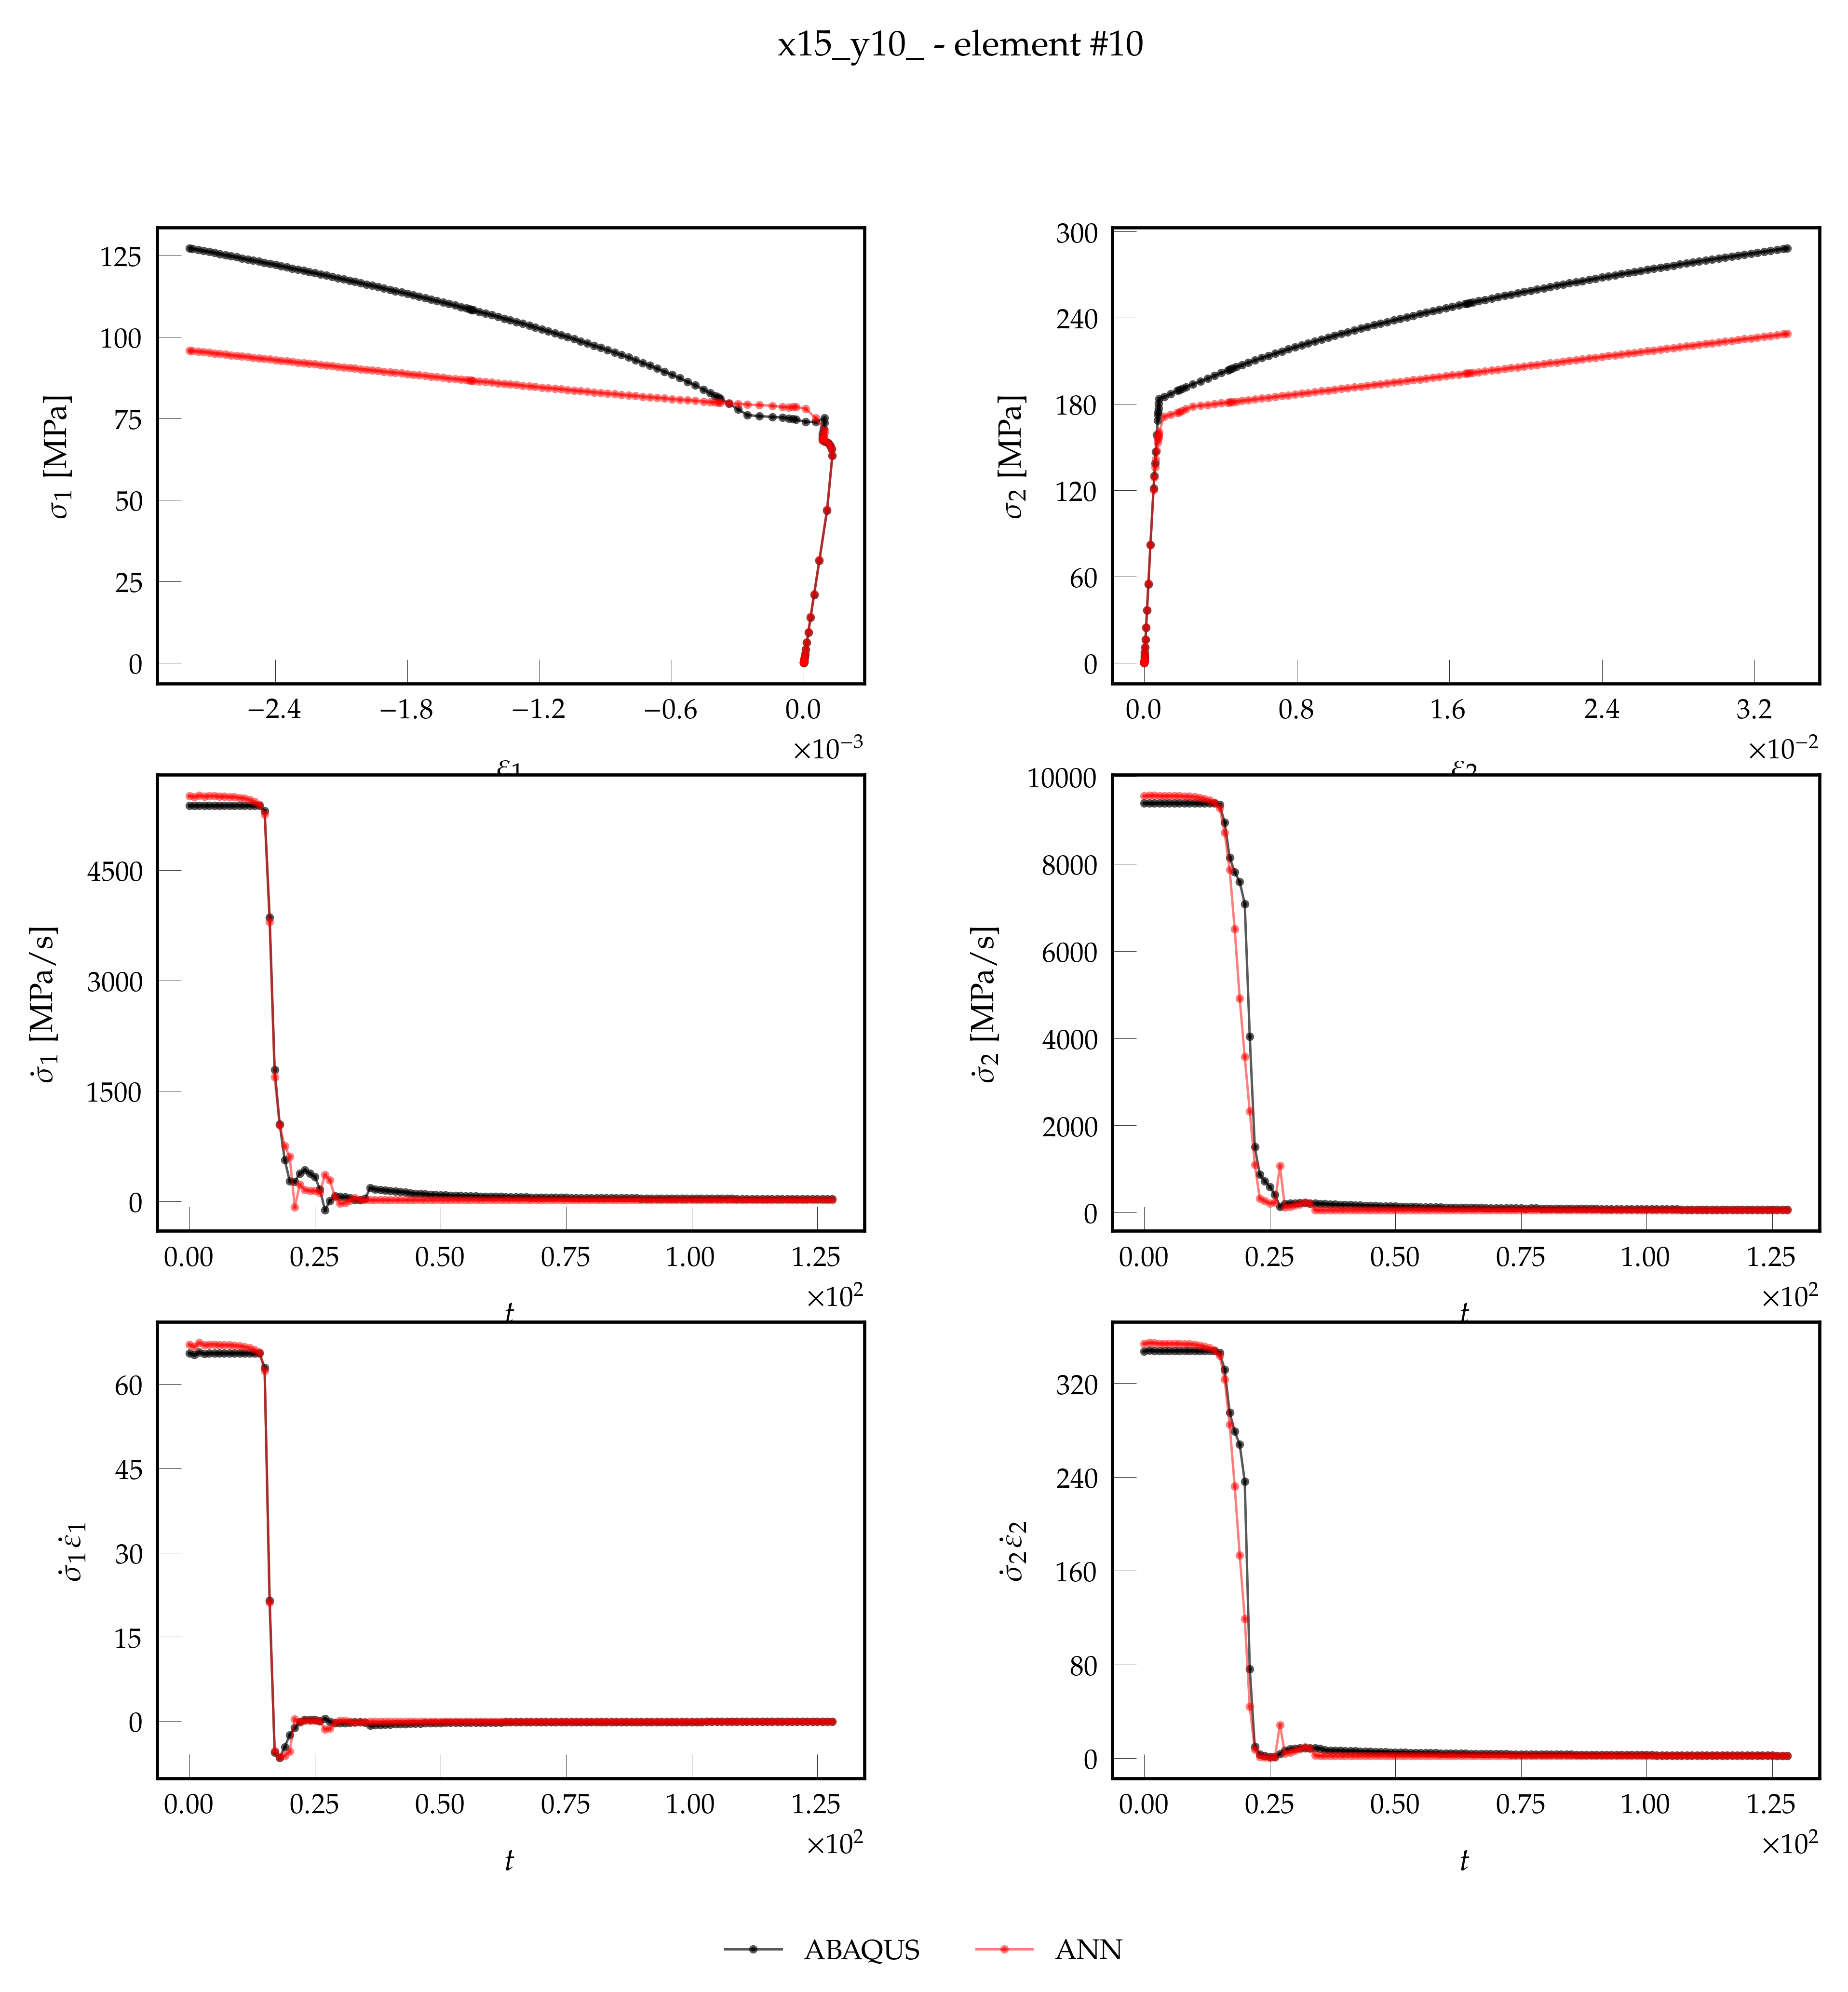 x15_y10_ - element #10
σ₁ [MPa]
125
100
75
50
25
0
−2.4 −1.8 −1.2 −0.6 0.0
×10⁻³
ε₁
σ₂ [MPa]
300
240
180
120
60
0
0.0 0.8 1.6 2.4 3.2
×10⁻²
ε₂
σ̇₁ [MPa/s]
4500
3000
1500
0
0.00 0.25 0.50 0.75 1.00 1.25
×10²
t
σ̇₂ [MPa/s]
10000
8000
6000
4000
2000
0
0.00 0.25 0.50 0.75 1.00 1.25
×10²
t
σ̇₁ε̇₁
60
45
30
15
0
0.00 0.25 0.50 0.75 1.00 1.25
×10²
t
σ̇₂ε̇₂
320
240
160
80
0
0.00 0.25 0.50 0.75 1.00 1.25
×10²
t
ABAQUS ANN